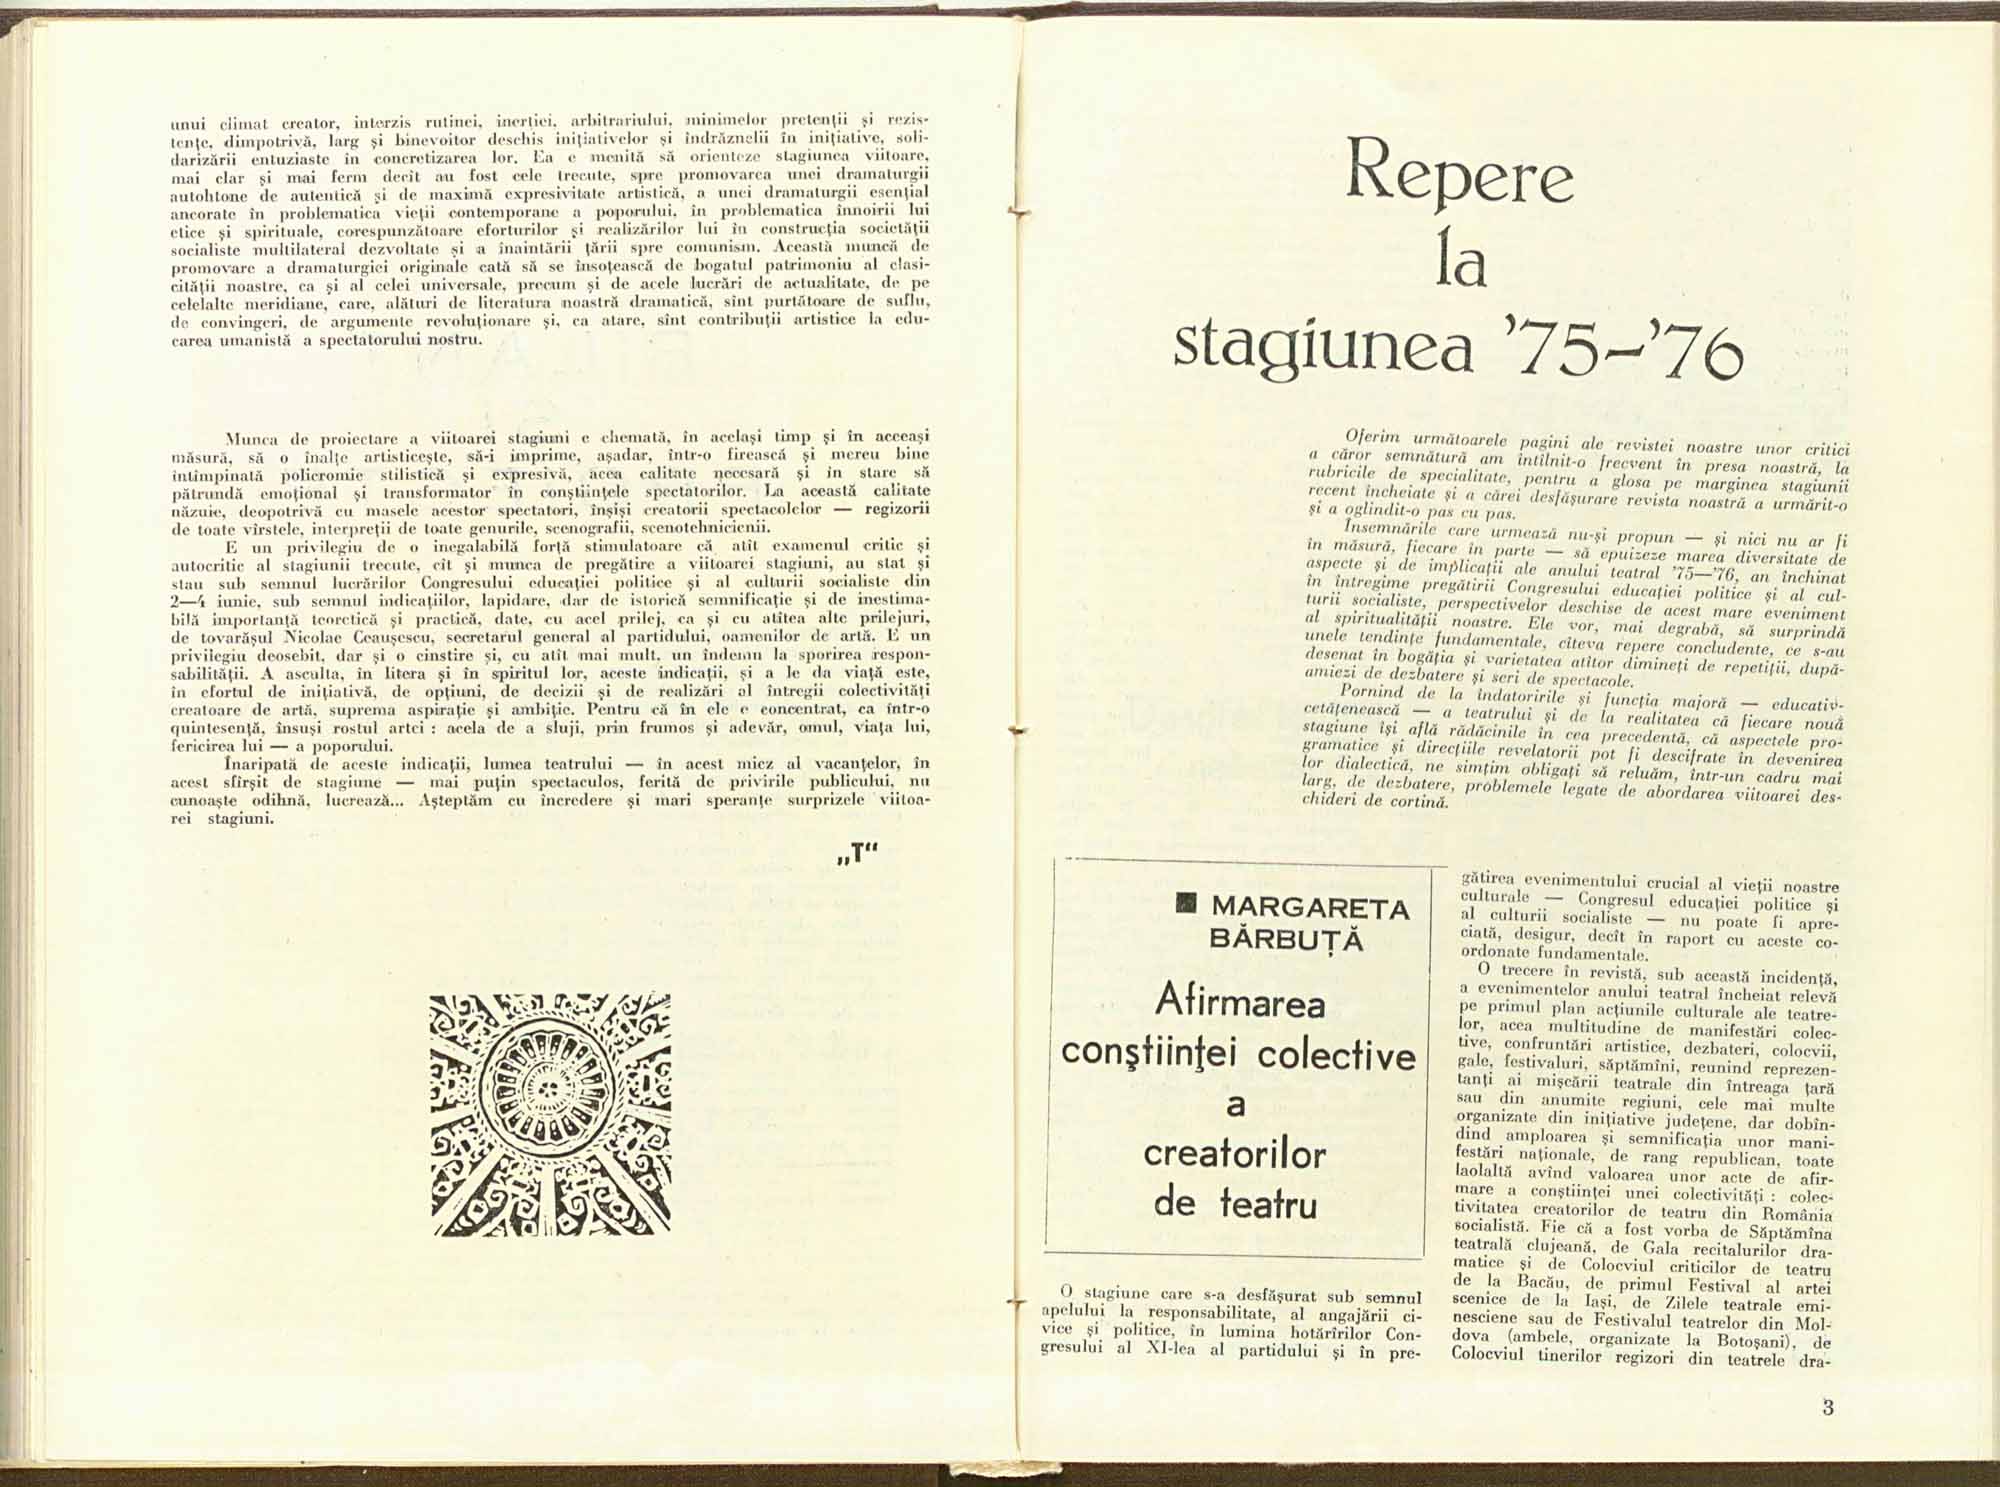 unui climat creator, interzis rutinei, inerției, arbitrariului, minimelor pretenții și rezis-
tențe, dimpotrivă, larg și binevoitor deschis inițiativelor și îndrăznelii în inițiative, soli-
darizării entuziaste în concretizarea lor. Ea e menită să orienteze stagiunea viitoare,
mai clar și mai ferm decît au fost cele trecute, spre promovarea unei dramaturgii
autohtone de autentică și de maximă expresivitate artistică, a unei dramaturgii esențial
ancorate în problematica vieții contemporane a poporului, în problematica înnoirii lui
etice și spirituale, corespunzătoare eforturilor și realizărilor lui în construcția societății
socialiste multilateral dezvoltate și a înaintării țării spre comunism. Această muncă de
promovare a dramaturgiei originale cată să se însoțească de bogatul patrimoniu al clasi-
cității noastre, ca și al celei universale, precum și de acele lucrări de actualitate, de pe
celelalte meridiane, care, alături de literatura noastră dramatică, sînt purtătoare de suflu,
de convingeri, de argumente revoluționare și, ca atare, sînt contribuții artistice la edu-
carea umanistă a spectatorului nostru.
Munca de proiectare a viitoarei stagiuni e chemată, în același timp și în aceeași
măsură, să o înalțe artisticește, să-i imprime, așadar, într-o firească și mereu bine
întîmpinată policromie stilistică și expresivă, acea calitate necesară și în stare să
pătrundă emoțional și transformator în conștiințele spectatorilor. La această calitate
năzuie, deopotrivă cu masele acestor spectatori, înșiși creatorii spectacolelor — regizorii
de toate vîrstele, interpreții de toate genurile, scenografii, scenotehnicienii.
E un privilegiu de o inegalabilă forță stimulatoare că atît examenul critic și
autocritic al stagiunii trecute, cît și munca de pregătire a viitoarei stagiuni, au stat și
stau sub semnul lucrărilor Congresului educației politice și al culturii socialiste din
2—4 iunie, sub semnul indicațiilor, lapidare, dar de istorică semnificație și de inestima-
bilă importanță teoretică și practică, date, cu acel prilej, ca și cu atîtea alte prilejuri,
de tovarășul Nicolae Ceaușescu, secretarul general al partidului, oamenilor de artă. E un
privilegiu deosebit, dar și o cinstire și, cu atît mai mult, un îndemn la sporirea respon-
sabilității. A asculta, în litera și în spiritul lor, aceste indicații, și a le da viață este,
în efortul de inițiativă, de opțiuni, de decizii și de realizări al întregii colectivități
creatoare de artă, suprema aspirație și ambiție. Pentru că în ele e concentrat, ca într-o
quintesență, însuși rostul artei : acela de a sluji, prin frumos și adevăr, omul, viața lui,
fericirea lui — a poporului.
Înaripată de aceste indicații, lumea teatrului — în acest miez al vacanțelor, în
acest sfîrșit de stagiune — mai puțin spectaculos, ferită de privirile publicului, nu
cunoaște odihnă, lucrează... Așteptăm cu încredere și mari speranțe surprizele viitoa-
rei stagiuni.
„T“
Repere
la
stagiunea ’75–’76
Oferim următoarele pagini ale revistei noastre unor critici
a căror semnătură am întîlnit-o frecvent în presa noastră, la
rubricile de specialitate, pentru a glosa pe marginea stagiunii
recent încheiate și a cărei desfășurare revista noastră a urmărit-o
și a oglindit-o pas cu pas.
Însemnările care urmează nu-și propun — și nici nu ar fi
în măsură, fiecare în parte — să epuizeze marea diversitate de
aspecte și de implicații ale anului teatral ’75—’76, an închinat
în întregime pregătirii Congresului educației politice și al cul-
turii socialiste, perspectivelor deschise de acest mare eveniment
al spiritualității noastre. Ele vor, mai degrabă, să surprindă
unele tendințe fundamentale, cîteva repere concludente, ce s-au
desenat în bogăția și varietatea atîtor dimineți de repetiții, după-
amiezi de dezbatere și seri de spectacole.
Pornind de la îndatoririle și funcția majoră — educativ-
cetățenească — a teatrului și de la realitatea că fiecare nouă
stagiune își află rădăcinile în cea precedentă, că aspectele pro-
gramatice și direcțiile revelatorii pot fi descifrate în devenirea
lor dialectică, ne simțim obligați să reluăm, într-un cadru mai
larg, de dezbatere, problemele legate de abordarea viitoarei des-
chideri de cortină.
■ MARGARETA
BĂRBUȚĂ
Afirmarea
conștiinței colective
a
creatorilor
de teatru
O stagiune care s-a desfășurat sub semnul
apelului la responsabilitate, al angajării ci-
vice și politice, în lumina hotărîrilor Con-
gresului al XI-lea al partidului și în pre-
gătirea evenimentului crucial al vieții noastre
culturale — Congresul educației politice și
al culturii socialiste — nu poate fi apre-
ciată, desigur, decît în raport cu aceste co-
ordonate fundamentale.
O trecere în revistă, sub această incidență,
a evenimentelor anului teatral încheiat relevă
pe primul plan acțiunile culturale ale teatre-
lor, acea multitudine de manifestări colec-
tive, confruntări artistice, dezbateri, colocvii,
gale, festivaluri, săptămîni, reunind reprezen-
tanți ai mișcării teatrale din întreaga țară
sau din anumite regiuni, cele mai multe
organizate din inițiative județene, dar dobîn-
dind amploarea și semnificația unor mani-
festări naționale, de rang republican, toate
laolaltă avînd valoarea unor acte de afir-
mare a conștiinței unei colectivități : colec-
tivitatea creatorilor de teatru din România
socialistă. Fie că a fost vorba de Săptămîna
teatrală clujeană, de Gala recitalurilor dra-
matice și de Colocviul criticilor de teatru
de la Bacău, de primul Festival al artei
scenice de la Iași, de Zilele teatrale emi-
nesciene sau de Festivalul teatrelor din Mol-
dova (ambele, organizate la Botoșani), de
Colocviul tinerilor regizori din teatrele dra-
3